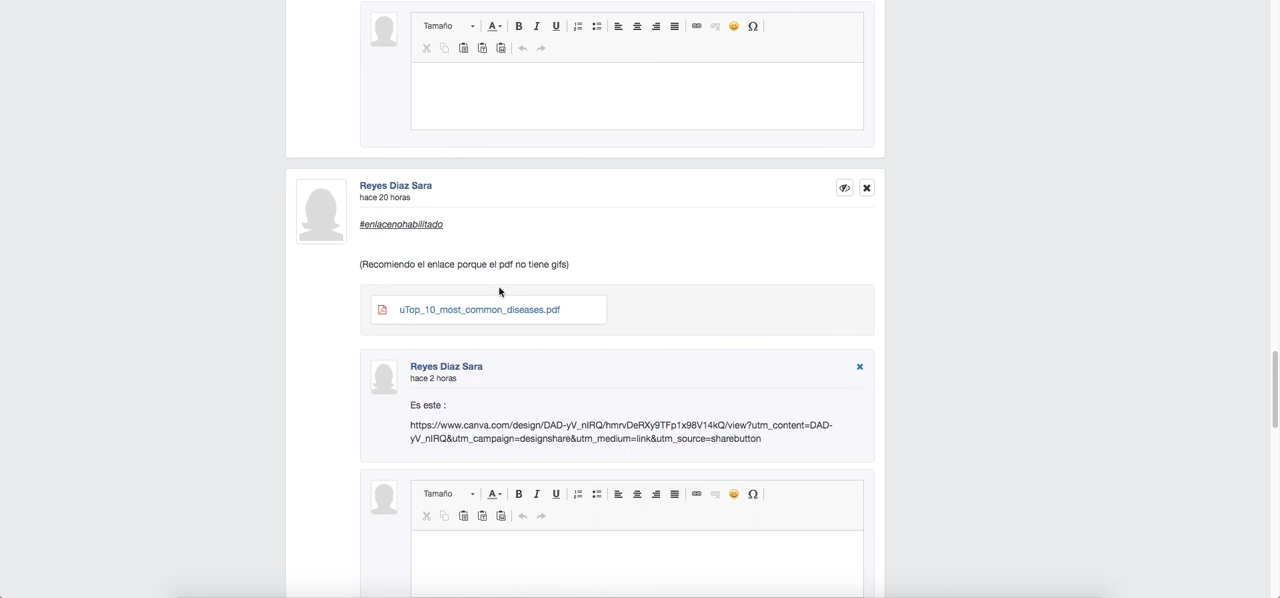 Tamaño
Reyes Diaz Sara
hace 20 horas
#enlacenohabilitado
(Recomiendo el enlace porque el pdf no tiene gifs)
uTop_10_most_common_diseases.pdf
Reyes Diaz Sara
hace 2 horas
Es este :
https://www.canva.com/design/DAD-yV_nIRQ/hmrvDeRXy9TFp1x98V14kQ/view?utm_content=DAD-
yV_nIRQ&utm_campaign=designshare&utm_medium=link&utm_source=sharebutton
Tamaño